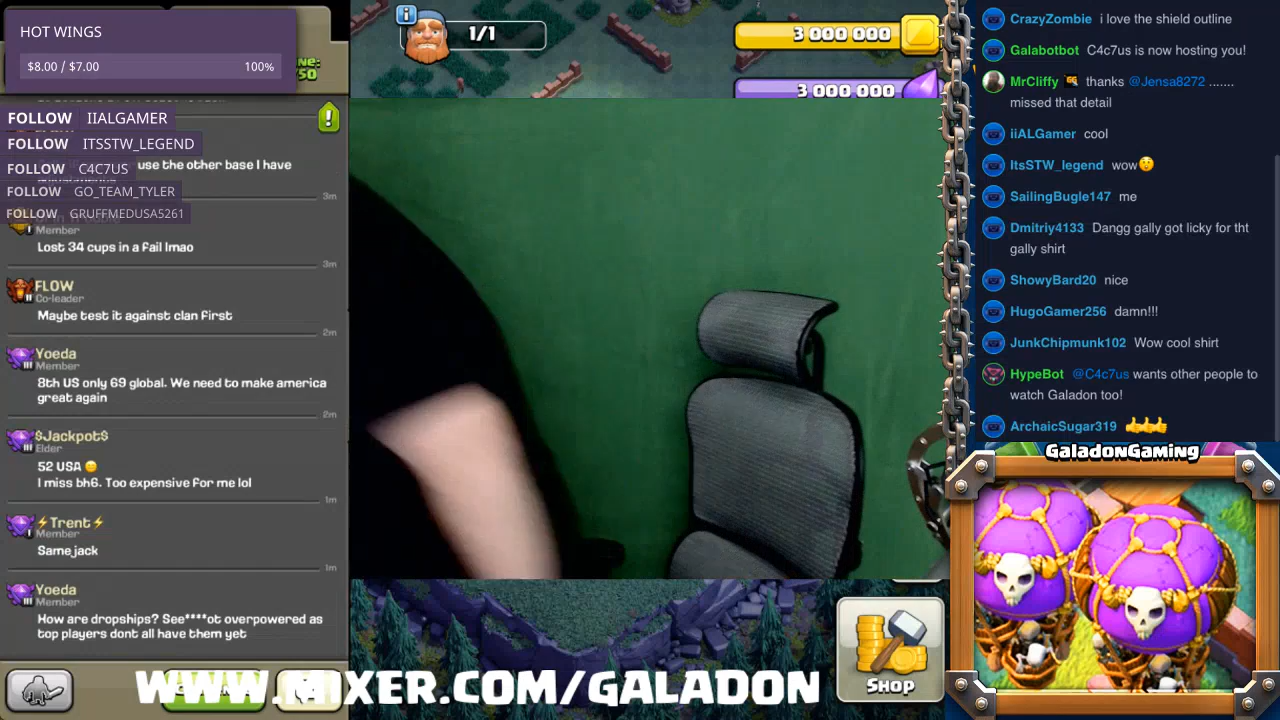 HOT WINGS
$8.00 / $7.00 100%
FOLLOW IIALGAMER
FOLLOW ITSSTW_LEGEND
FOLLOW C4C7US
use the other base I have
FOLLOW GO_TEAM_TYLER
FOLLOW GRUFFMEDUSA5261
3m
Member
Lost 34 cups in a fail lmao
3m
FLOW
Co-leader
Maybe test it against clan first
2m
Yoeda
Member
8th US only 69 global. We need to make america
great again
2m
$Jackpot$
Elder
52 USA 😊
I miss bh6. Too expensive for me lol
1m
⚡Trent⚡
Member
Same jack
1m
Yoeda
Member
How are dropships? See****ot overpowered as
top players dont all have them yet
i
1/1
3 000 000
3 000 000
Shop
WWW.MIXER.COM/GALADON
CrazyZombie i love the shield outline
Galabotbot C4c7us is now hosting you!
MrCliffy thanks @Jensa8272 .......
missed that detail
iiALGamer cool
ItsSTW_legend wow🤫
SailingBugle147 me
Dmitriy4133 Dangg gally got licky for tht
gally shirt
ShowyBard20 nice
HugoGamer256 damn!!!
JunkChipmunk102 Wow cool shirt
HypeBot @C4c7us wants other people to
watch Galadon too!
ArchaicSugar319 👍👍👍
GaladonGaming